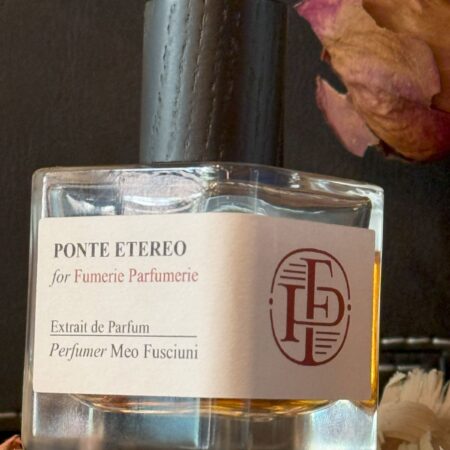 PONTE ETEREO
for Fumerie Parfumerie
Extrait de Parfum
Perfumer Meo Fusciuni